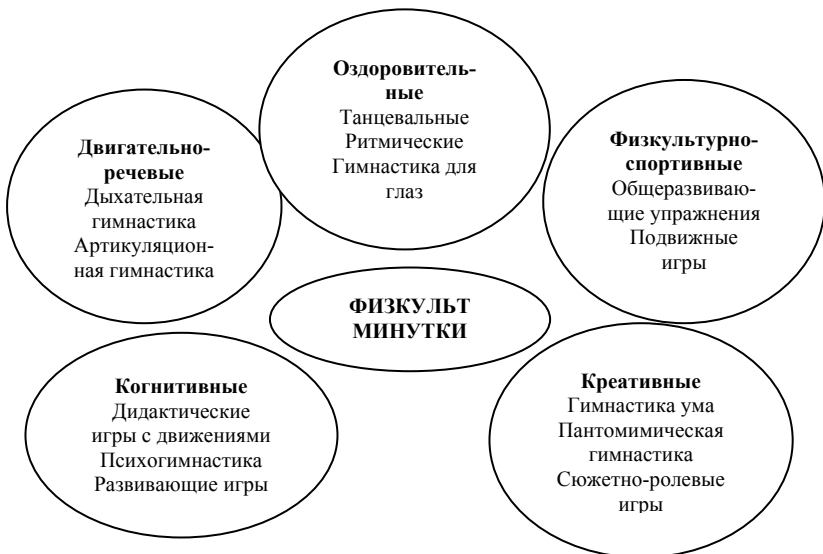 Оздоровитель-
ные
Танцевальные
Ритмические
Гимнастика для
глаз
Двигательно-
речевые
Дыхательная
гимнастика
Артикуляцион-
ная гимнастика
Физкультурно-
спортивные
Общеразвиваю-
щие упражнения
Подвижные
игры
ФИЗКУЛЬТ
МИНУТКИ
Когнитивные
Дидактические
игры с движениями
Психогимнастика
Развивающие игры
Креативные
Гимнастика ума
Пантомимическая
гимнастика
Сюжетно-ролевые
игры